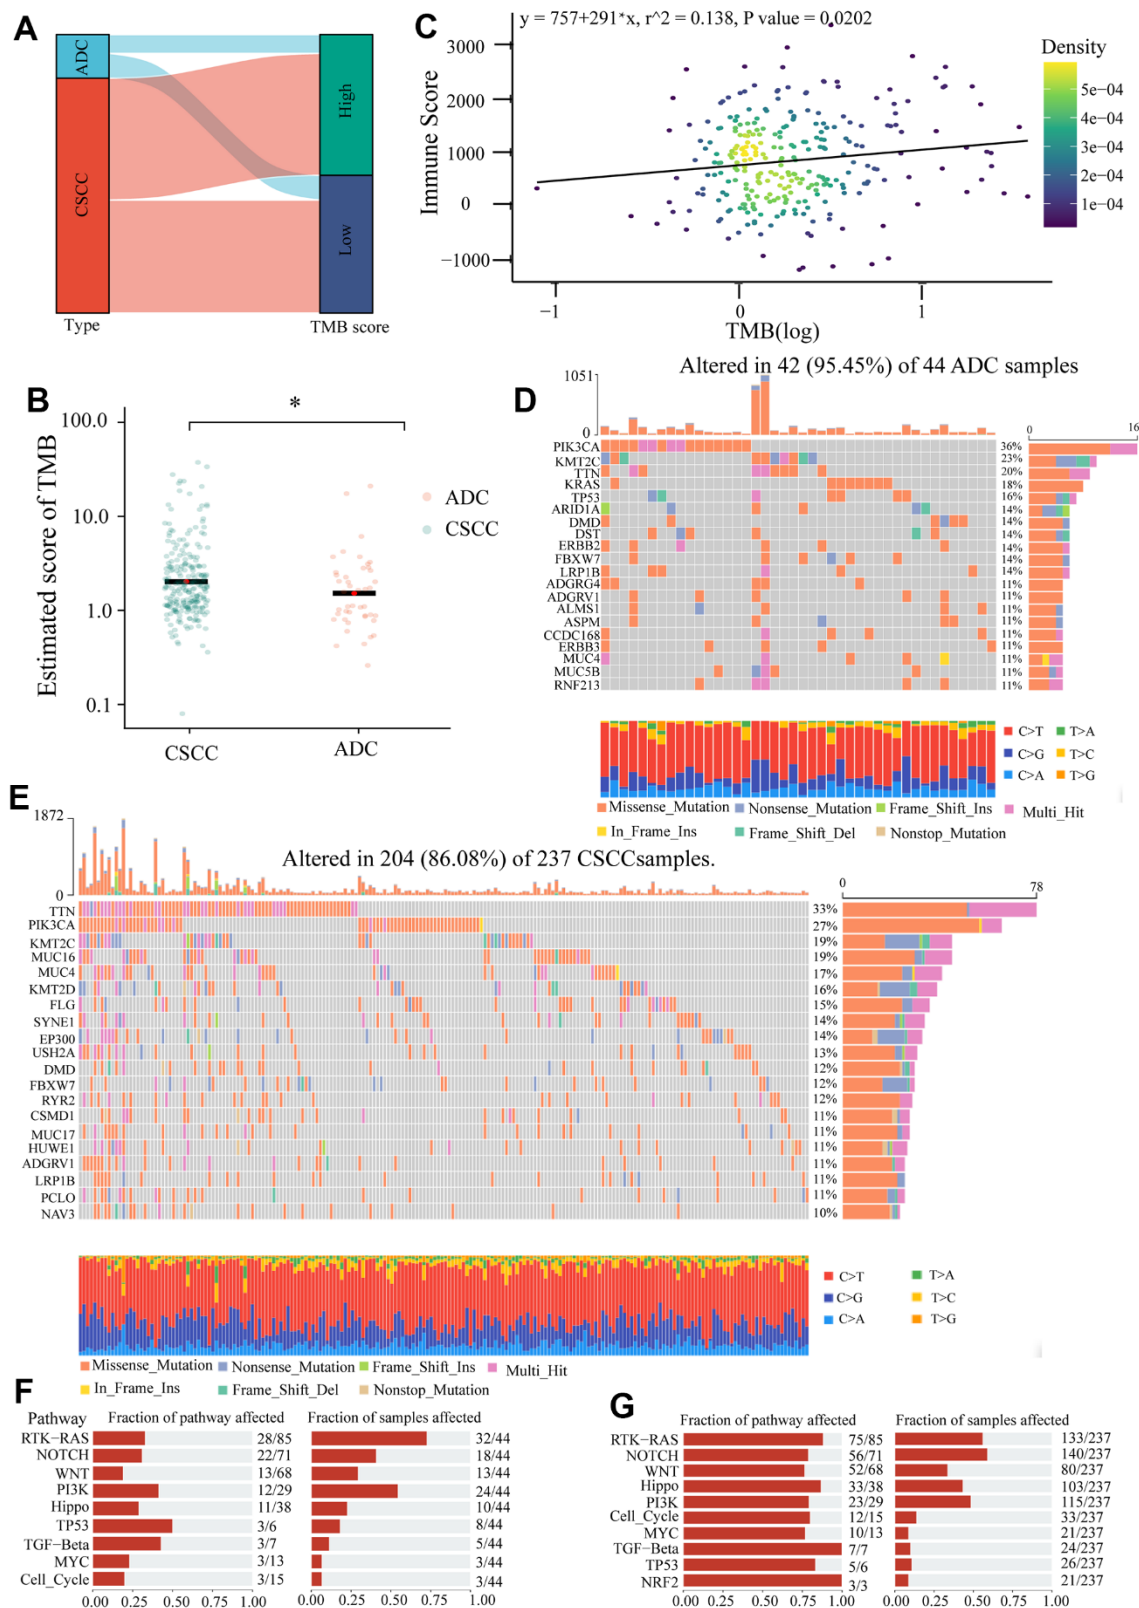 A
ADC
CSCC
High
Low
Type
TMB score
C
y = 757+291*x, r^2 = 0.138, P value = 0.0202
Immune Score
3000
2000
1000
0
−1000
−1
0
1
TMB(log)
Density
5e−04
4e−04
3e−04
2e−04
1e−04
B
*
Estimated score of TMB
100.0
10.0
1.0
0.1
CSCC
ADC
ADC
CSCC
D
Altered in 42 (95.45%) of 44 ADC samples
1051
0
0
16
PIK3CA 36%
KMT2C 23%
TTN 20%
KRAS 18%
TP53 16%
ARID1A 14%
DMD 14%
DST 14%
ERBB2 14%
FBXW7 14%
LRP1B 14%
ADGRG4 11%
ADGRV1 11%
ALMS1 11%
ASPM 11%
CCDC168 11%
ERBB3 11%
MUC4 11%
MUC5B 11%
RNF213 11%
C>T T>A
C>G T>C
C>A T>G
Missense_Mutation Nonsense_Mutation Frame_Shift_Ins Multi_Hit
In_Frame_Ins Frame_Shift_Del Nonstop_Mutation
E
Altered in 204 (86.08%) of 237 CSCCsamples.
1872
0
0
78
TTN 33%
PIK3CA 27%
KMT2C 19%
MUC16 19%
MUC4 17%
KMT2D 16%
FLG 15%
SYNE1 14%
EP300 14%
USH2A 13%
DMD 12%
FBXW7 12%
RYR2 12%
CSMD1 11%
MUC17 11%
HUWE1 11%
ADGRV1 11%
LRP1B 11%
PCLO 11%
NAV3 10%
C>T T>A
C>G T>C
C>A T>G
Missense_Mutation Nonsense_Mutation Frame_Shift_Ins Multi_Hit
In_Frame_Ins Frame_Shift_Del Nonstop_Mutation
F
Pathway Fraction of pathway affected Fraction of samples affected
RTK−RAS 28/85 32/44
NOTCH 22/71 18/44
WNT 13/68 13/44
PI3K 12/29 24/44
Hippo 11/38 10/44
TP53 3/6 8/44
TGF−Beta 3/7 5/44
MYC 3/13 3/44
Cell_Cycle 3/15 3/44
0.00 0.25 0.50 0.75 1.00 0.00 0.25 0.50 0.75 1.00
G
Fraction of pathway affected Fraction of samples affected
RTK−RAS 75/85 133/237
NOTCH 56/71 140/237
WNT 52/68 80/237
Hippo 33/38 103/237
PI3K 23/29 115/237
Cell_Cycle 12/15 33/237
MYC 10/13 21/237
TGF−Beta 7/7 24/237
TP53 5/6 26/237
NRF2 3/3 21/237
0.00 0.25 0.50 0.75 1.00 0.00 0.25 0.50 0.75 1.00